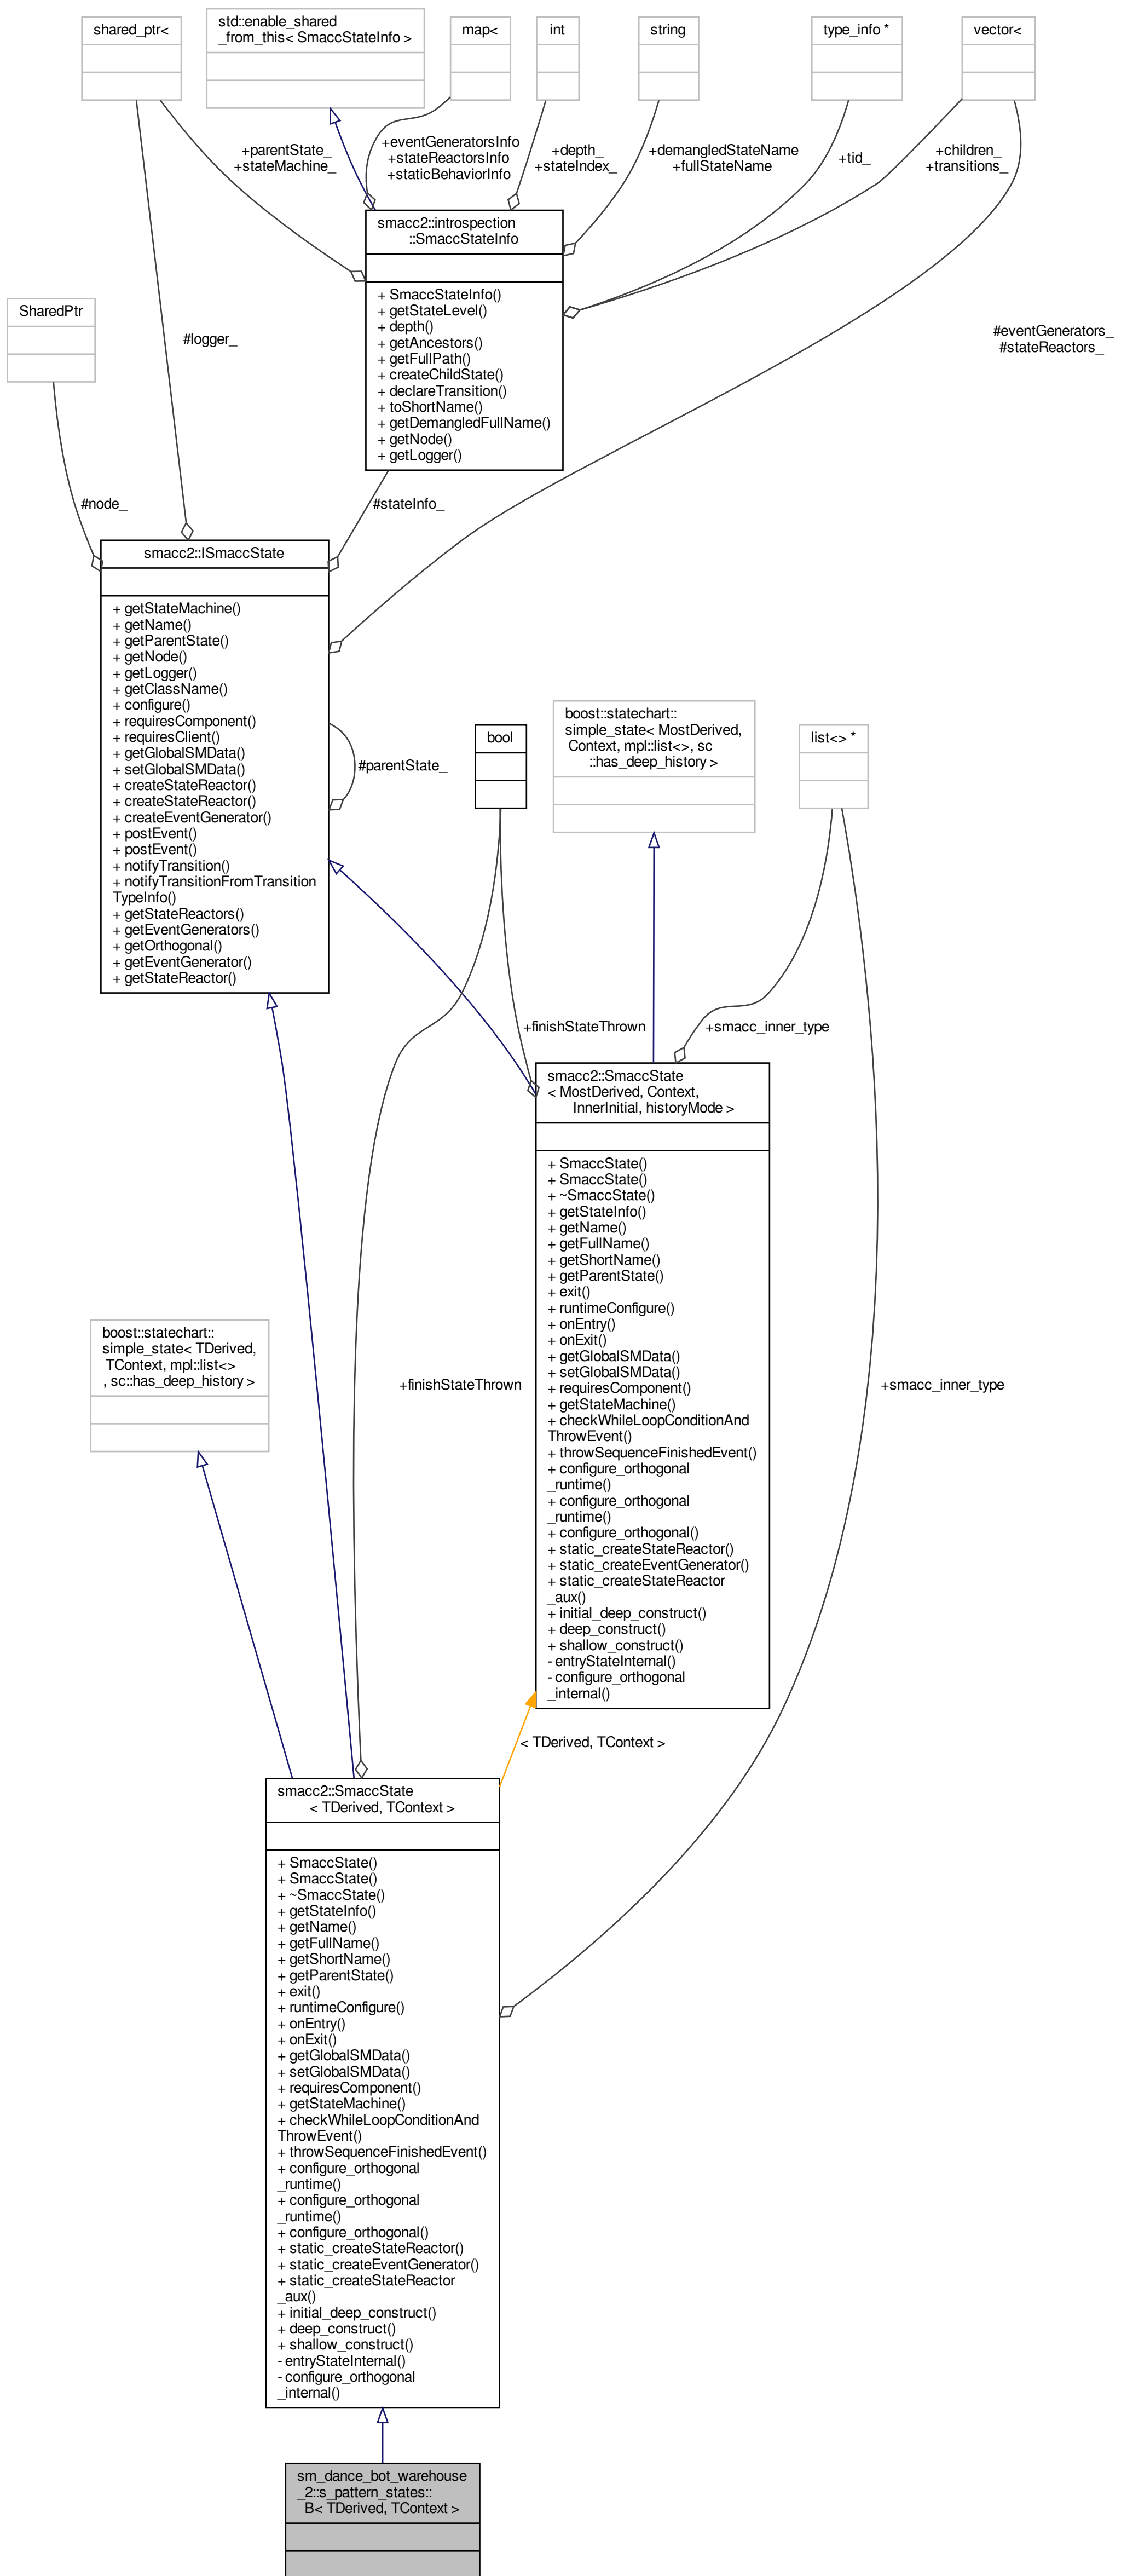 shared_ptr<
std::enable_shared
_from_this< SmaccStateInfo >
map<
int
string
type_info *
vector<
+parentState_
+stateMachine_
+eventGeneratorsInfo
+stateReactorsInfo
+staticBehaviorInfo
+depth_
+stateIndex_
+demangledStateName
+fullStateName
+tid_
+children_
+transitions_
smacc2::introspection
::SmaccStateInfo
+ SmaccStateInfo()
+ getStateLevel()
+ depth()
+ getAncestors()
+ getFullPath()
+ createChildState()
+ declareTransition()
+ toShortName()
+ getDemangledFullName()
+ getNode()
+ getLogger()
SharedPtr
#logger_
#eventGenerators_
#stateReactors_
#node_
#stateInfo_
smacc2::ISmaccState
+ getStateMachine()
+ getName()
+ getParentState()
+ getNode()
+ getLogger()
+ getClassName()
+ configure()
+ requiresComponent()
+ requiresClient()
+ getGlobalSMData()
+ setGlobalSMData()
+ createStateReactor()
+ createStateReactor()
+ createEventGenerator()
+ postEvent()
+ postEvent()
+ notifyTransition()
+ notifyTransitionFromTransition
TypeInfo()
+ getStateReactors()
+ getEventGenerators()
+ getOrthogonal()
+ getEventGenerator()
+ getStateReactor()
#parentState_
bool
boost::statechart::
simple_state< MostDerived,
Context, mpl::list<>, sc
::has_deep_history >
list<> *
+finishStateThrown
+smacc_inner_type
smacc2::SmaccState
< MostDerived, Context,
InnerInitial, historyMode >
+ SmaccState()
+ SmaccState()
+ ~SmaccState()
+ getStateInfo()
+ getName()
+ getFullName()
+ getShortName()
+ getParentState()
+ exit()
+ runtimeConfigure()
+ onEntry()
+ onExit()
+ getGlobalSMData()
+ setGlobalSMData()
+ requiresComponent()
+ getStateMachine()
+ checkWhileLoopConditionAnd
ThrowEvent()
+ throwSequenceFinishedEvent()
+ configure_orthogonal
_runtime()
+ configure_orthogonal
_runtime()
+ configure_orthogonal()
+ static_createStateReactor()
+ static_createEventGenerator()
+ static_createStateReactor
_aux()
+ initial_deep_construct()
+ deep_construct()
+ shallow_construct()
- entryStateInternal()
- configure_orthogonal
_internal()
boost::statechart::
simple_state< TDerived,
TContext, mpl::list<>
, sc::has_deep_history >
+finishStateThrown
+smacc_inner_type
< TDerived, TContext >
smacc2::SmaccState
< TDerived, TContext >
+ SmaccState()
+ SmaccState()
+ ~SmaccState()
+ getStateInfo()
+ getName()
+ getFullName()
+ getShortName()
+ getParentState()
+ exit()
+ runtimeConfigure()
+ onEntry()
+ onExit()
+ getGlobalSMData()
+ setGlobalSMData()
+ requiresComponent()
+ getStateMachine()
+ checkWhileLoopConditionAnd
ThrowEvent()
+ throwSequenceFinishedEvent()
+ configure_orthogonal
_runtime()
+ configure_orthogonal
_runtime()
+ configure_orthogonal()
+ static_createStateReactor()
+ static_createEventGenerator()
+ static_createStateReactor
_aux()
+ initial_deep_construct()
+ deep_construct()
+ shallow_construct()
- entryStateInternal()
- configure_orthogonal
_internal()
sm_dance_bot_warehouse
_2::s_pattern_states::
B< TDerived, TContext >